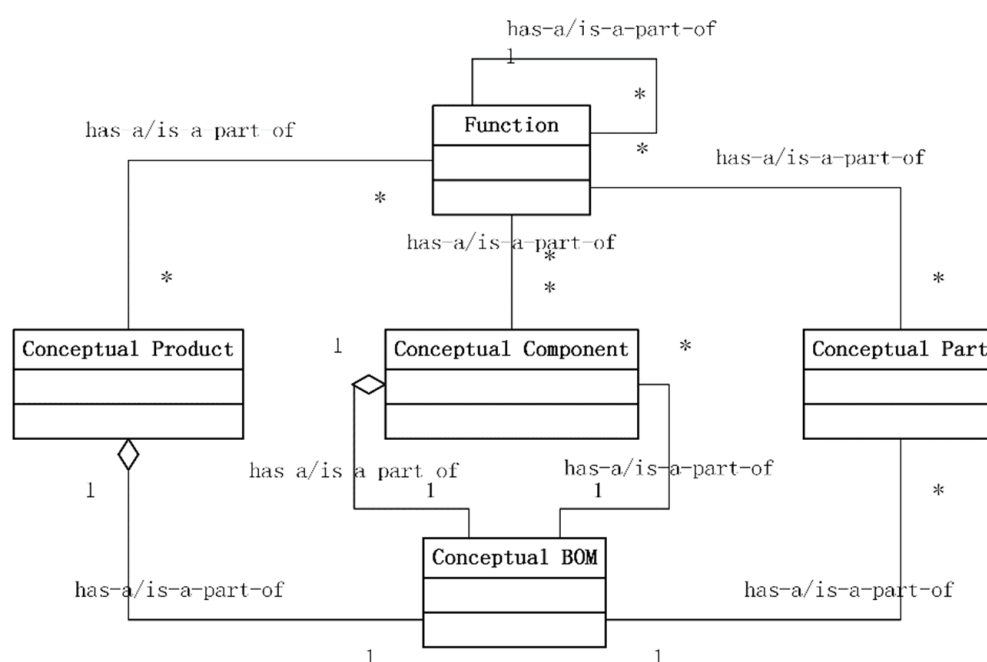 has-a/is-a-part-of
1
*
Function
has-a/is a-part-of
*
has-a/is-a-part-of
*
has-a/is-a-part-of
*
*
*
*
Conceptual Product
1
Conceptual Component
*
Conceptual Part
has a/is a part of
has-a/is-a-part-of
1
1
1
*
Conceptual BOM
has-a/is-a-part-of
has-a/is-a-part-of
1
1